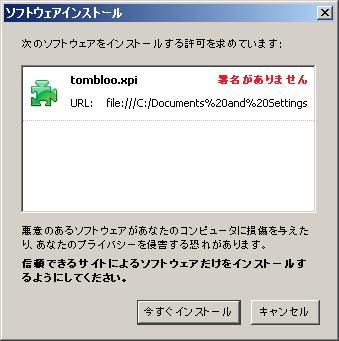 ソフトウェアインストール
次のソフトウェアをインストールする許可を求めています:
tombloo.xpi 署名がありません
URL: file:///C:/Documents%20and%20Settings
悪意のあるソフトウェアがあなたのコンピュータに損傷を与えた
り、あなたのプライバシーを侵害する恐れがあります。
信頼できるサイトによるソフトウェアだけをインストールす
るようにしてください。
今すぐインストール キャンセル